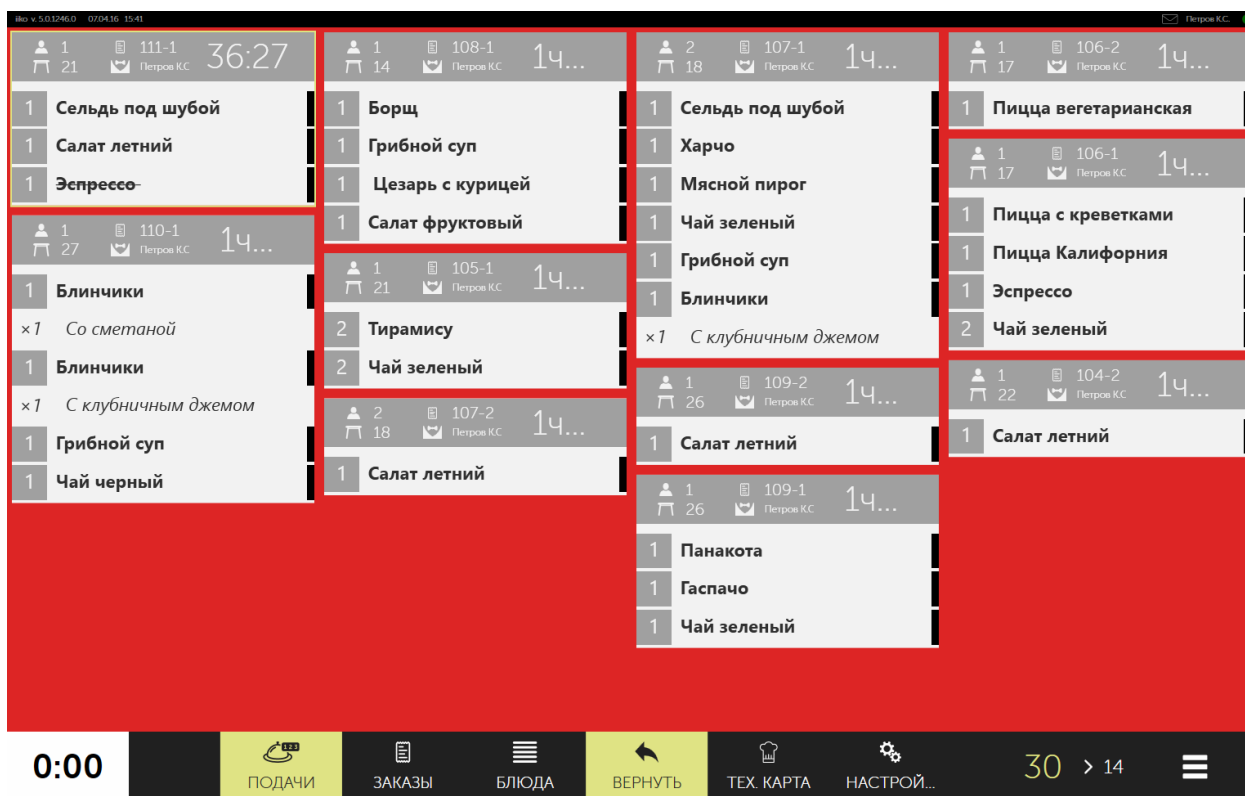 iiko v. 5.0.1246.0 07.04.16 15:41
Петров К.С.
1 111-1 36:27
21 Петров К.С
1 Сельдь под шубой
1 Салат летний
1 Эспрессо
1 110-1 1ч...
27 Петров К.С
1 Блинчики
×1 Со сметаной
1 Блинчики
×1 С клубничным джемом
1 Грибной суп
1 Чай черный
1 108-1 1ч...
14 Петров К.С
1 Борщ
1 Грибной суп
1 Цезарь с курицей
1 Салат фруктовый
1 105-1 1ч...
21 Петров К.С
2 Тирамису
2 Чай зеленый
2 107-2 1ч...
18 Петров К.С
1 Салат летний
2 107-1 1ч...
18 Петров К.С
1 Сельдь под шубой
1 Харчо
1 Мясной пирог
1 Чай зеленый
1 Грибной суп
1 Блинчики
×1 С клубничным джемом
1 109-2 1ч...
26 Петров К.С
1 Салат летний
1 109-1 1ч...
26 Петров К.С
1 Панакота
1 Гаспачо
1 Чай зеленый
1 106-2 1ч...
17 Петров К.С
1 Пицца вегетарианская
1 106-1 1ч...
17 Петров К.С
1 Пицца с креветками
1 Пицца Калифорния
1 Эспрессо
2 Чай зеленый
1 104-2 1ч...
22 Петров К.С
1 Салат летний
0:00
123
ПОДАЧИ
ЗАКАЗЫ
БЛЮДА
ВЕРНУТЬ
ТЕХ. КАРТА
НАСТРОЙ...
30 > 14